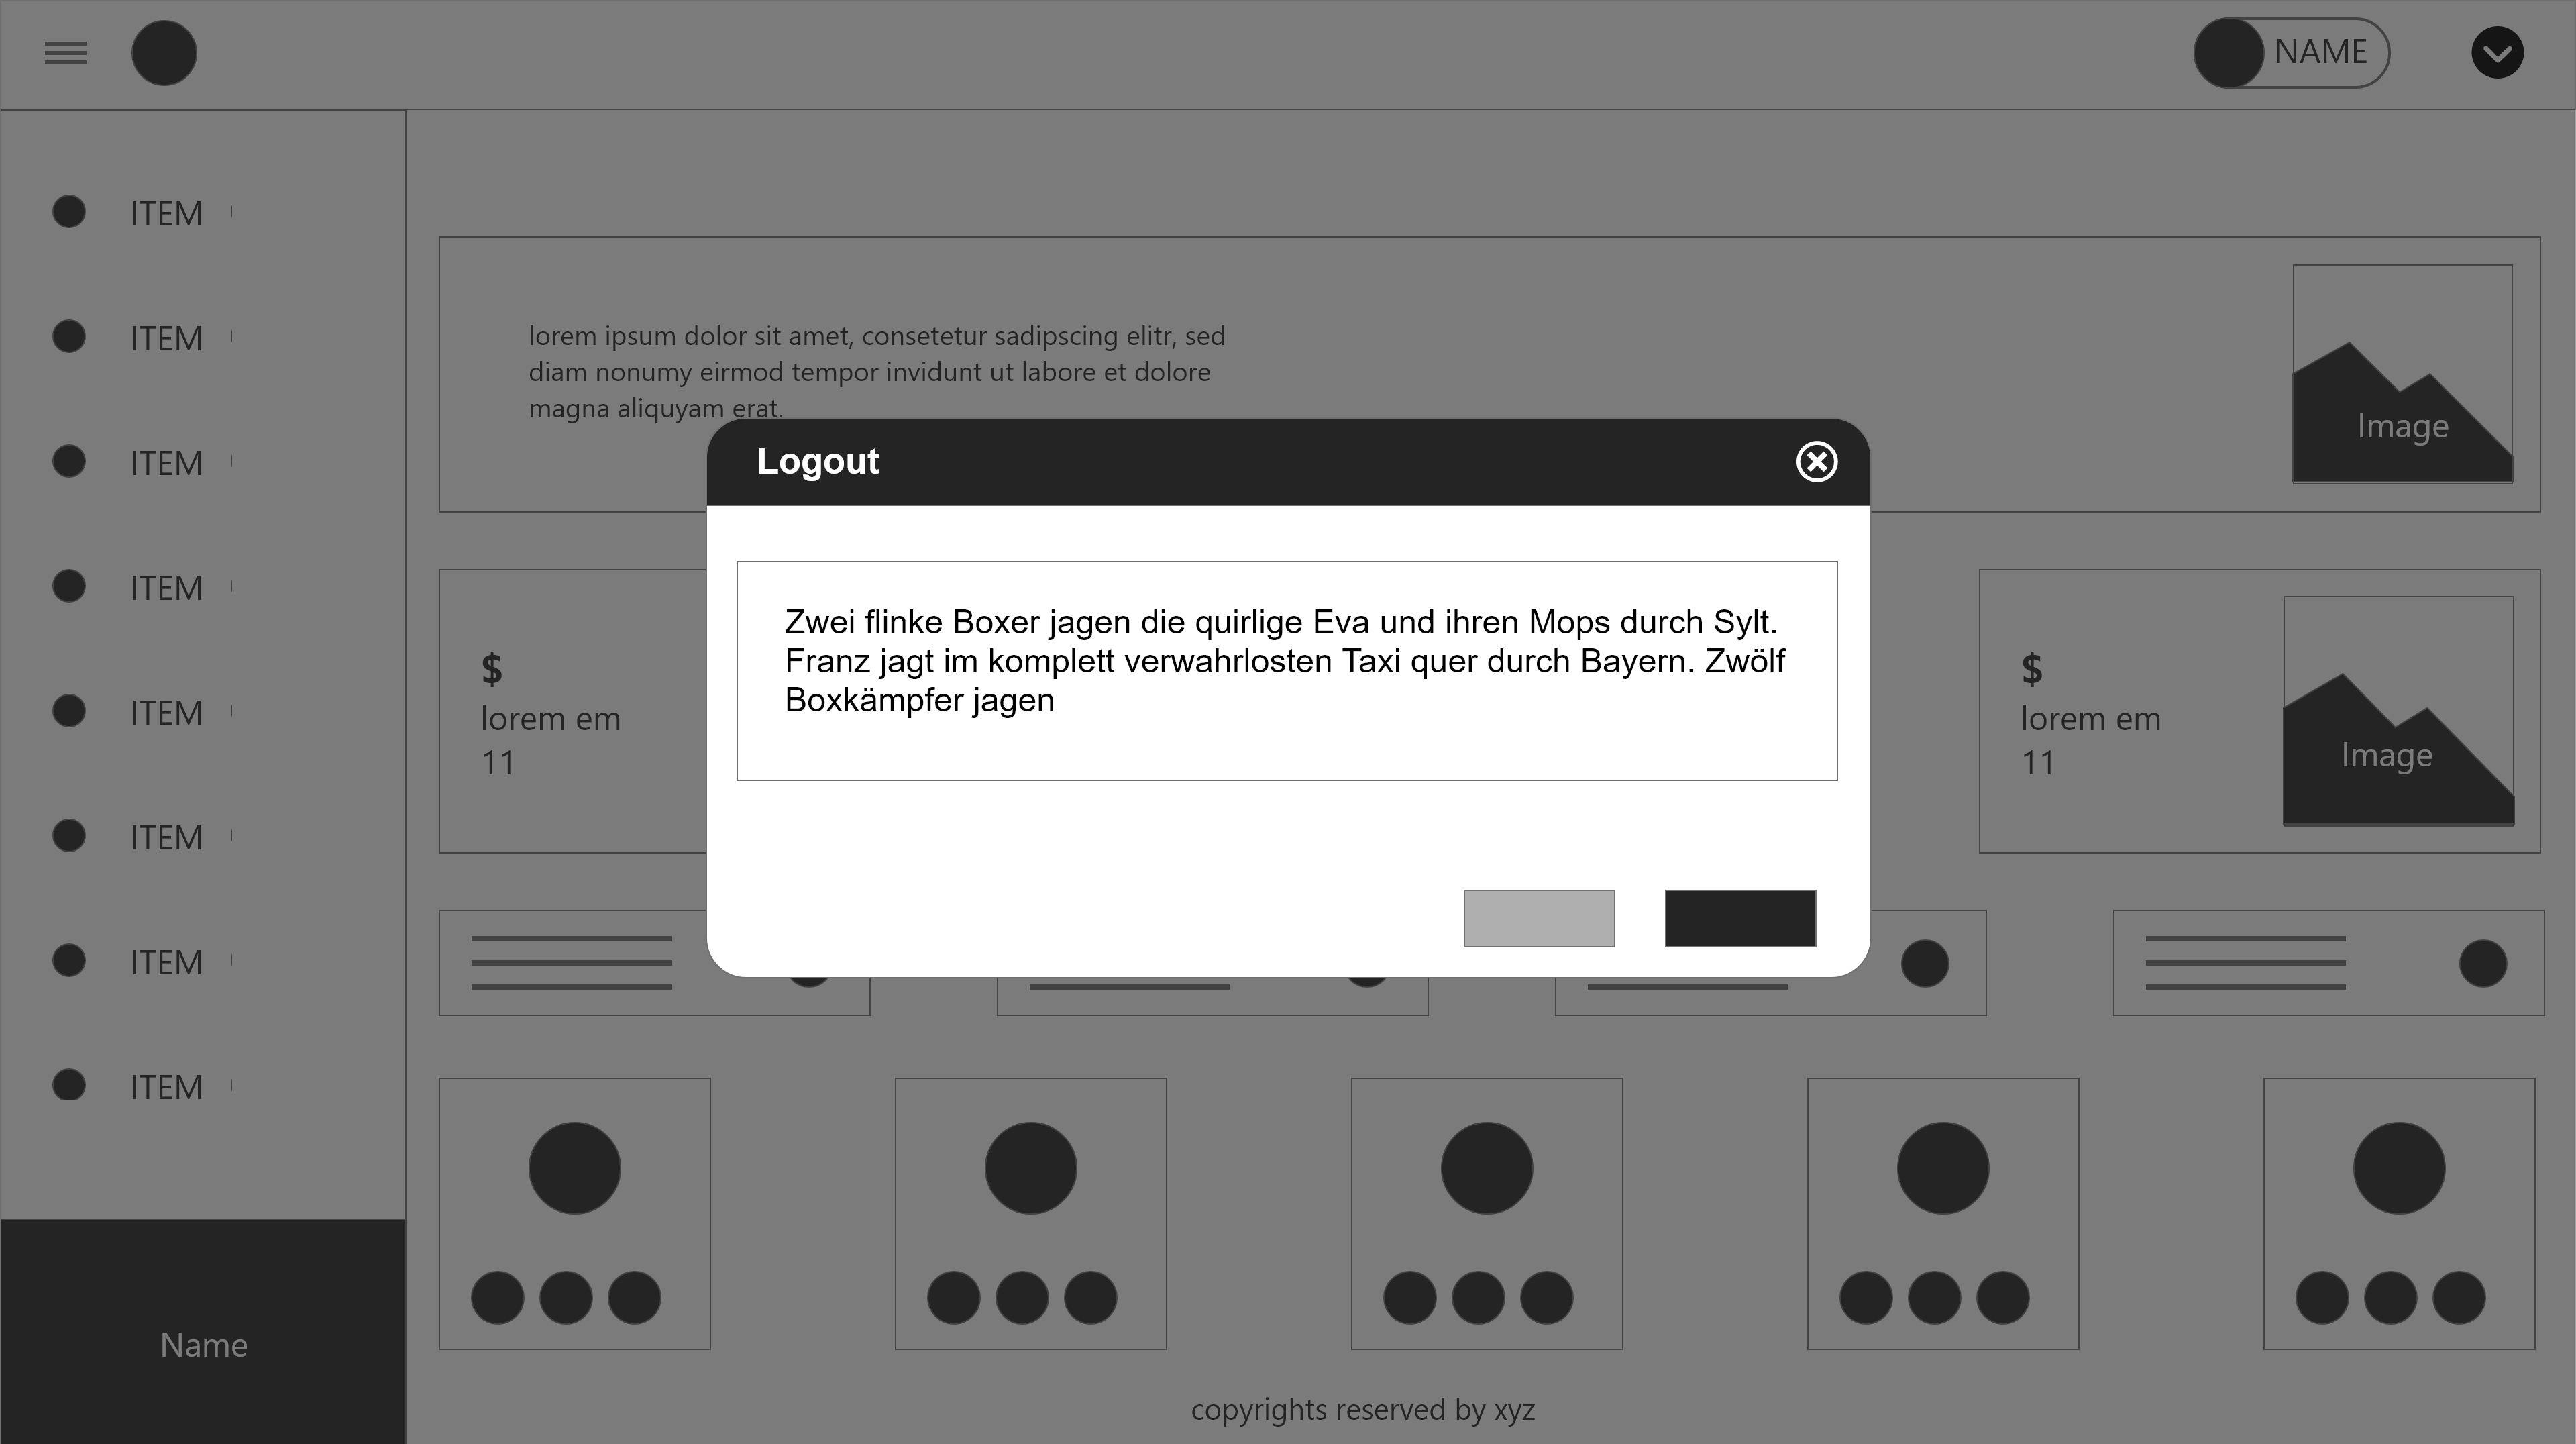 NAME
ITEM
ITEM
ITEM
ITEM
ITEM
ITEM
ITEM
ITEM
Name
lorem ipsum dolor sit amet, consetetur sadipscing elitr, sed
diam nonumy eirmod tempor invidunt ut labore et dolore
magna aliquyam erat.
Image
Logout
Zwei flinke Boxer jagen die quirlige Eva und ihren Mops durch Sylt.
Franz jagt im komplett verwahrlosten Taxi quer durch Bayern. Zwölf
Boxkämpfer jagen
$
lorem em
11
$
lorem em
11
Image
copyrights reserved by xyz